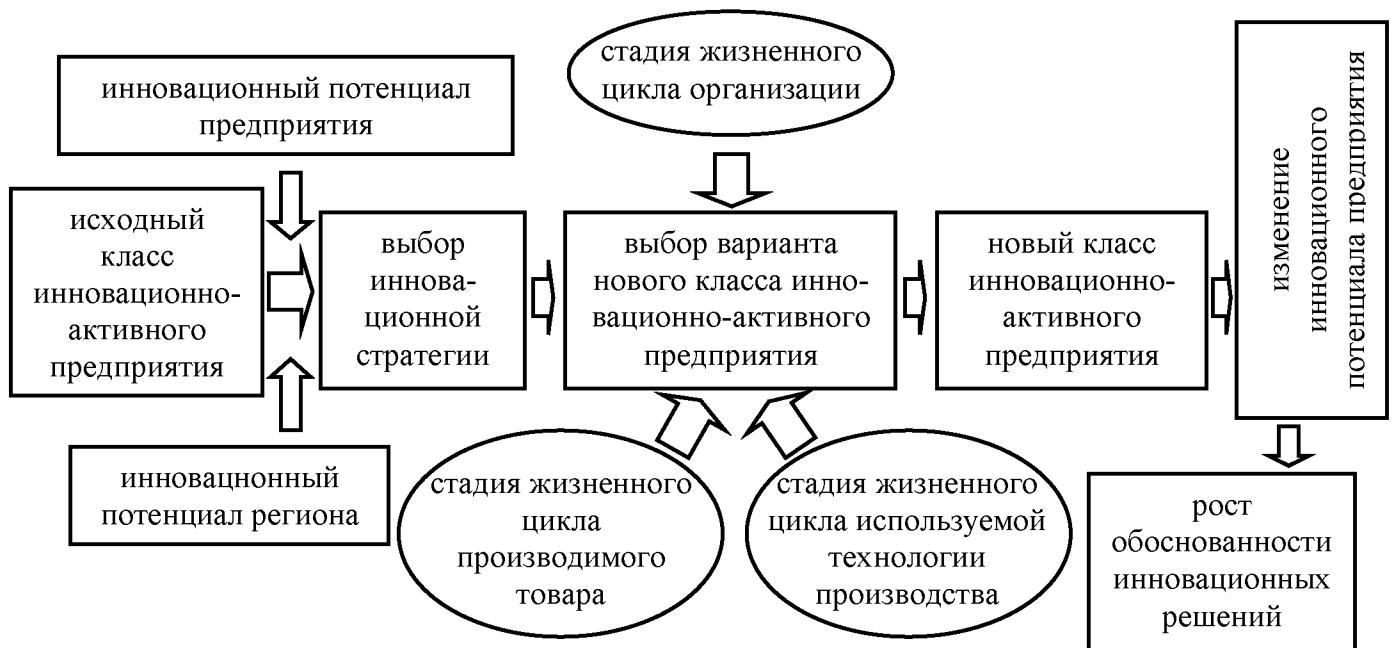 инновационный потенциал
предприятия
стадия жизненного
цикла организации
исходный
класс
инновационно-
активного
предприятия
выбор
иннова-
ционной
стратегии
выбор варианта
нового класса инно-
вационно-активного
предприятия
новый класс
инновационно-
активного
предприятия
изменение
инновационного
потенциала предприятия
инновационный
потенциал региона
стадия жизненного
цикла
производимого
товара
стадия жизненного
цикла используемой
технологии
производства
рост
обоснованности
инновационных
решений